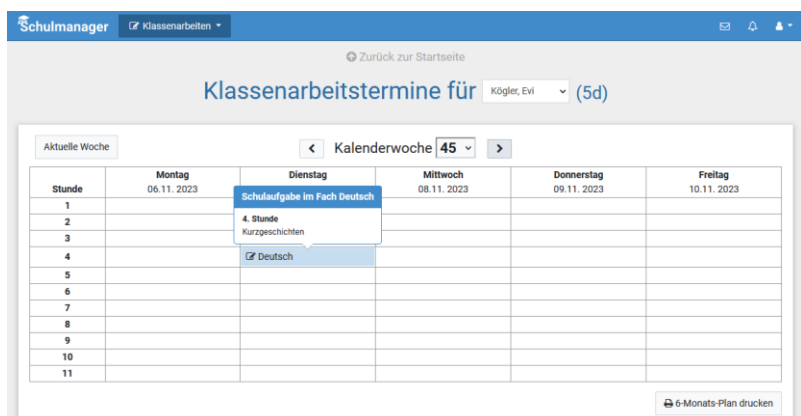 Schulmanager Klassenarbeiten
Zurück zur Startseite
Klassenarbeitstermine für Kögler, Evi (5d)
Aktuelle Woche Kalenderwoche 45
Stunde Montag 06.11. 2023 Dienstag Mittwoch 08.11. 2023 Donnerstag 09.11. 2023 Freitag 10.11. 2023
Schulaufgabe im Fach Deutsch
4. Stunde
Kurzgeschichten
1
2
3
4 Deutsch
5
6
7
8
9
10
11
6-Monats-Plan drucken